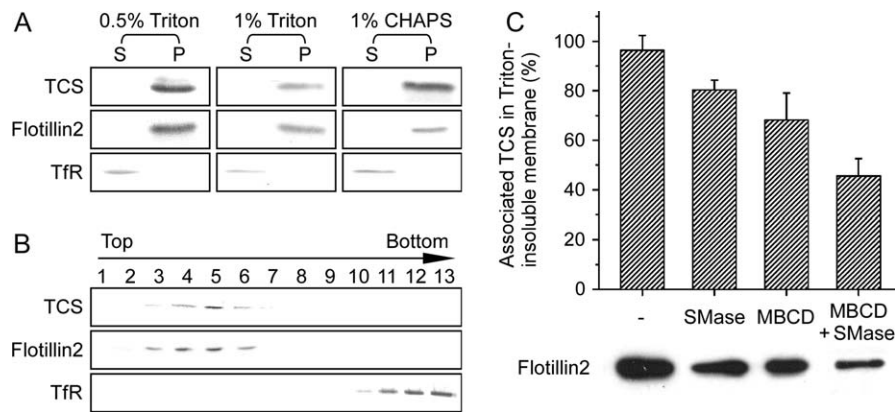 A
0.5% Triton 1% Triton 1% CHAPS
S P S P S P
TCS
Flotillin2
TfR
B
Top Bottom
1 2 3 4 5 6 7 8 9 10 11 12 13
TCS
Flotillin2
TfR
C
Associated TCS in Triton-
insoluble membrane (%)
100
80
60
40
20
0
- SMase MBCD MBCD
+ SMase
Flotillin2